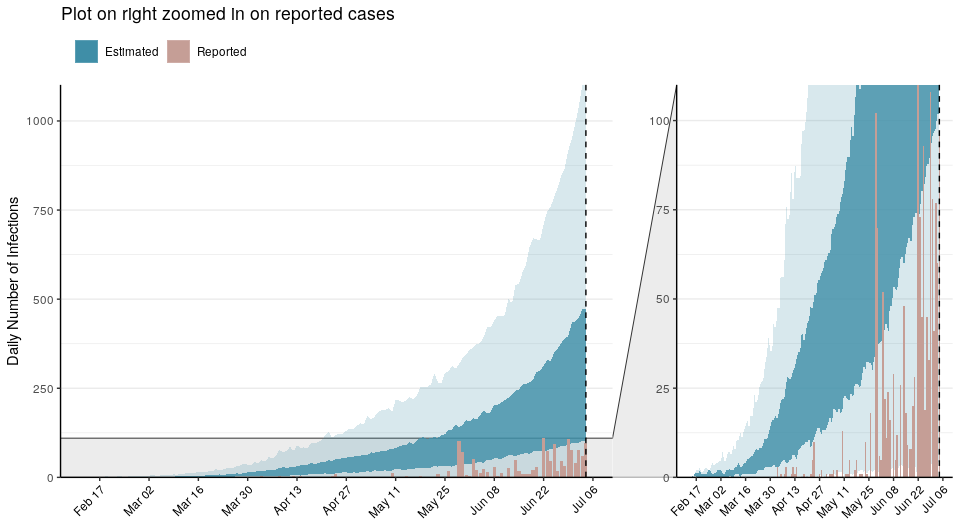 Plot on right zoomed in on reported cases
Estimated
Reported
Daily Number of Infections
1000
750
500
250
0
Feb 17
Mar 02
Mar 16
Mar 30
Apr 13
Apr 27
May 11
May 25
Jun 08
Jun 22
Jul 06
100
75
50
25
0
Feb 17
Mar 02
Mar 16
Mar 30
Apr 13
Apr 27
May 11
May 25
Jun 08
Jun 22
Jul 06